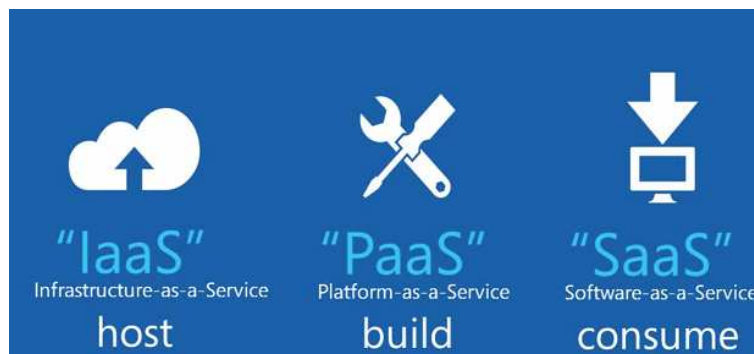 “IaaS”
Infrastructure-as-a-Service
host
“PaaS”
Platform-as-a-Service
build
“SaaS”
Software-as-a-Service
consume